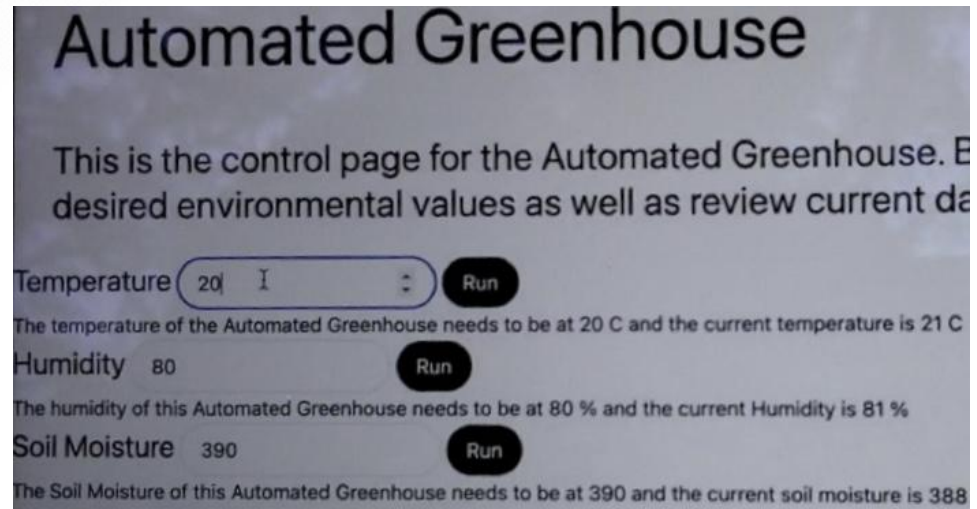 Automated Greenhouse
This is the control page for the Automated Greenhouse.
desired environmental values as well as review current
Temperature 20 Run
The temperature of the Automated Greenhouse needs to be at 20 C and the current temperature is 21 C
Humidity 80 Run
The humidity of this Automated Greenhouse needs to be at 80 % and the current Humidity is 81 %
Soil Moisture 390 Run
The Soil Moisture of this Automated Greenhouse needs to be at 390 and the current soil moisture is 388